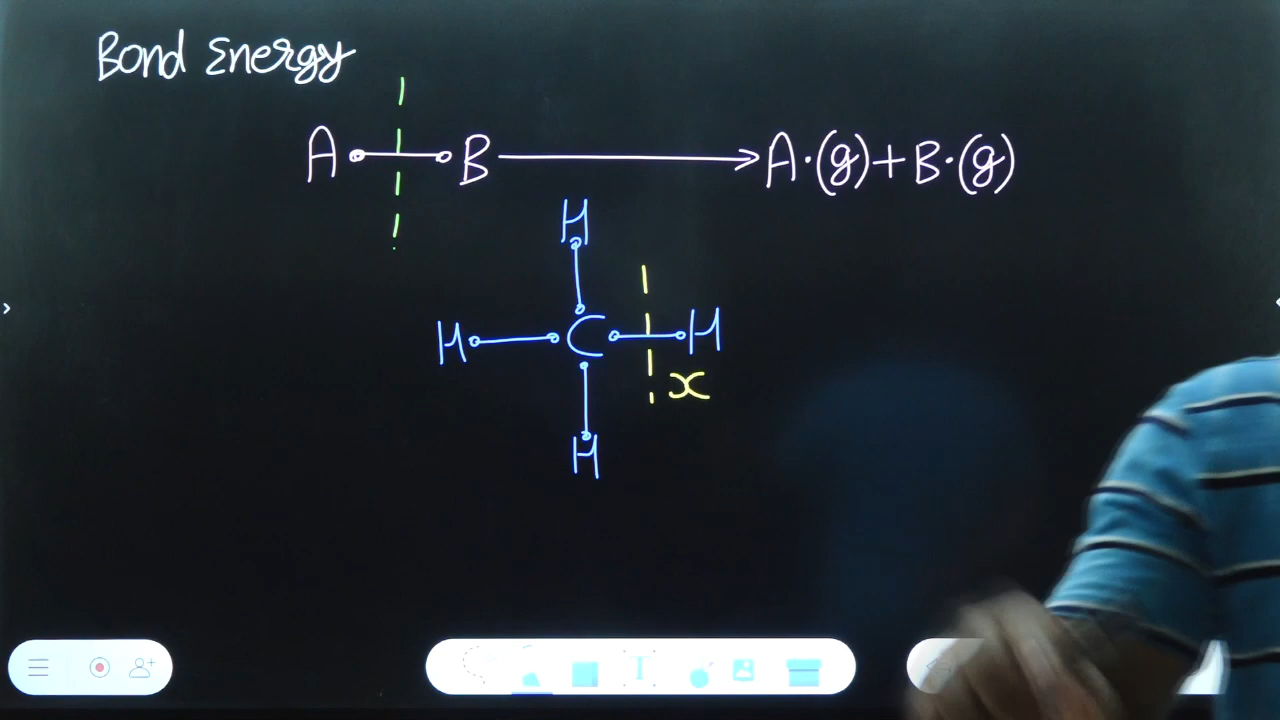 Bond Energy
A — B → A·(g) + B·(g)
H
H C H
x
H
T